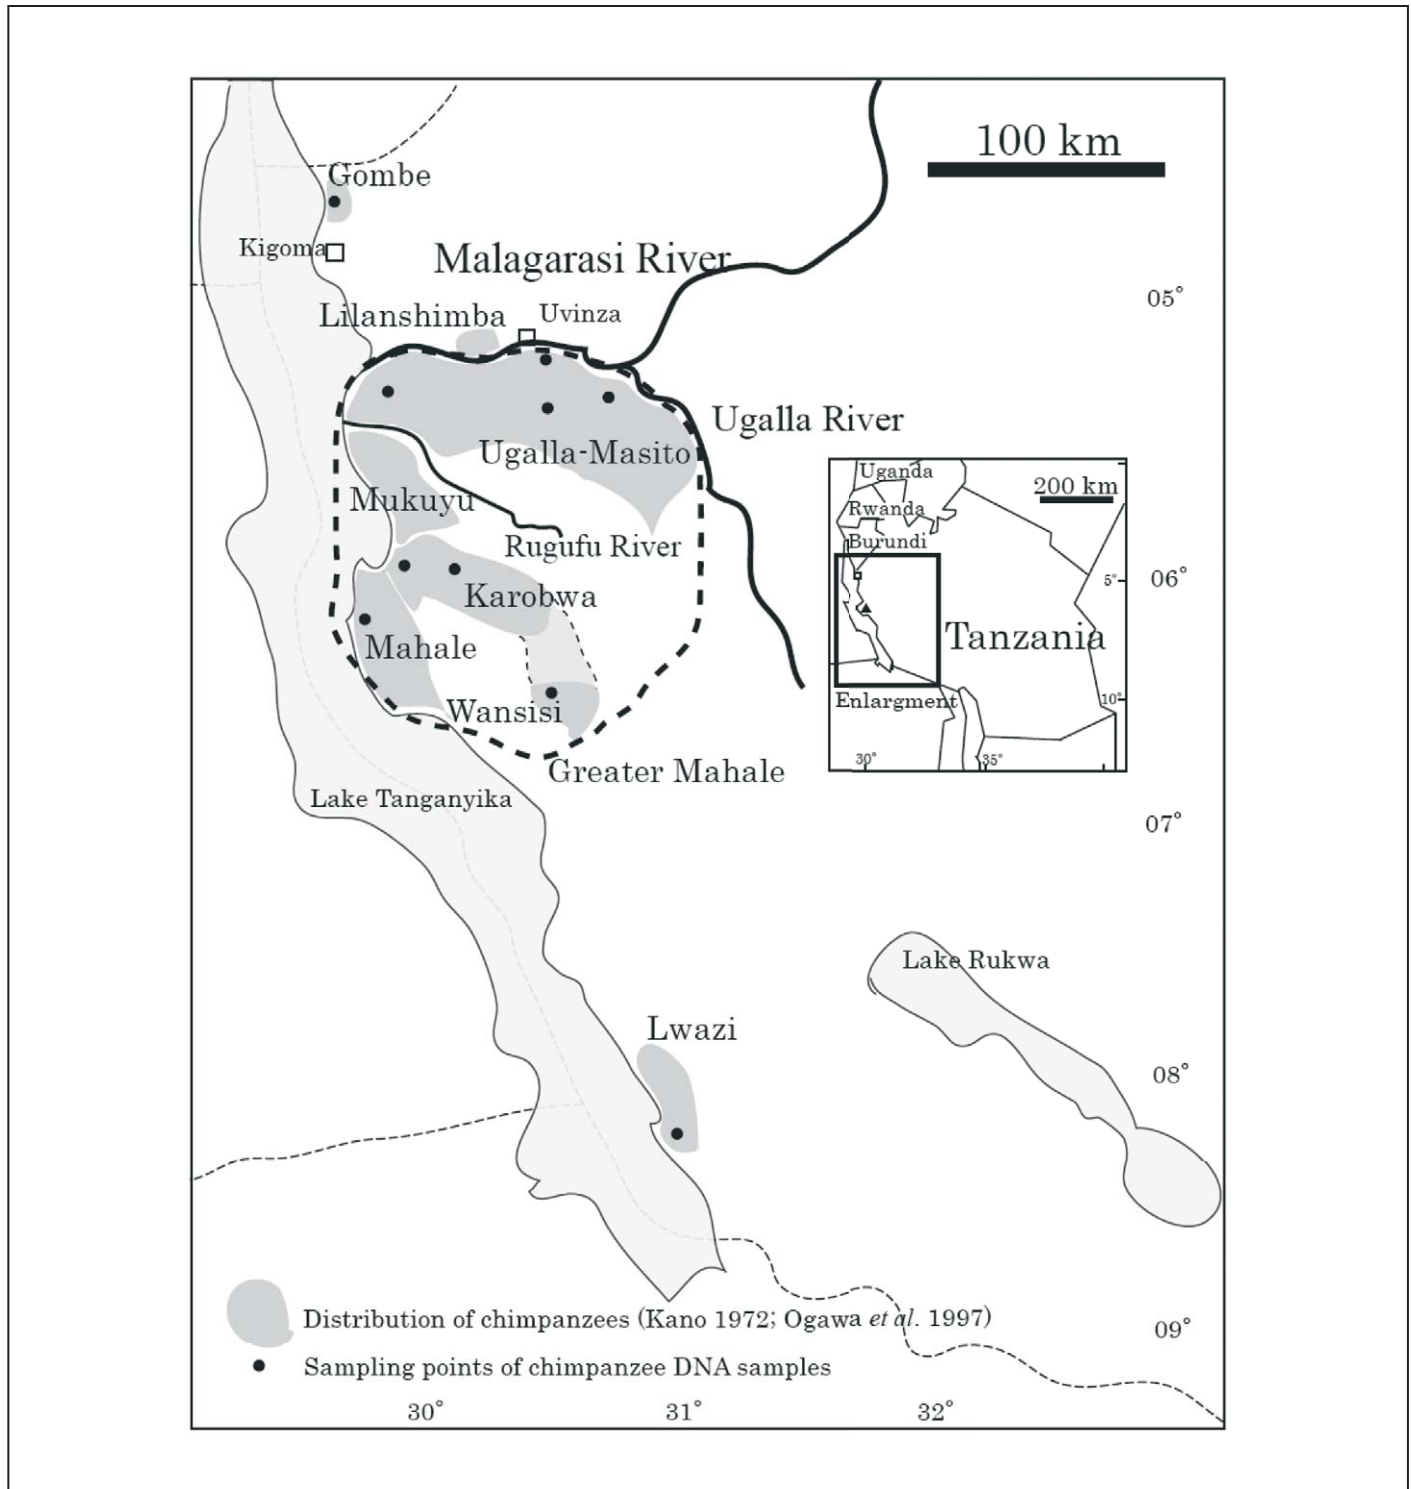 100 km
Gombe
Kigoma
Malagarasi River
05°
Lilanshimba
Uvinza
Ugalla River
Ugalla-Masito
Uganda
200 km
Mukuyu
Rwanda
Rugufu River
Burundi
5°
06°
Karobwa
Mahale
Tanzania
Wansisi
Enlargment
10°
30°
35°
Greater Mahale
Lake Tanganyika
07°
Lake Rukwa
Lwazi
08°
Distribution of chimpanzees (Kano 1972; Ogawa et al. 1997)
09°
Sampling points of chimpanzee DNA samples
30°
31°
32°